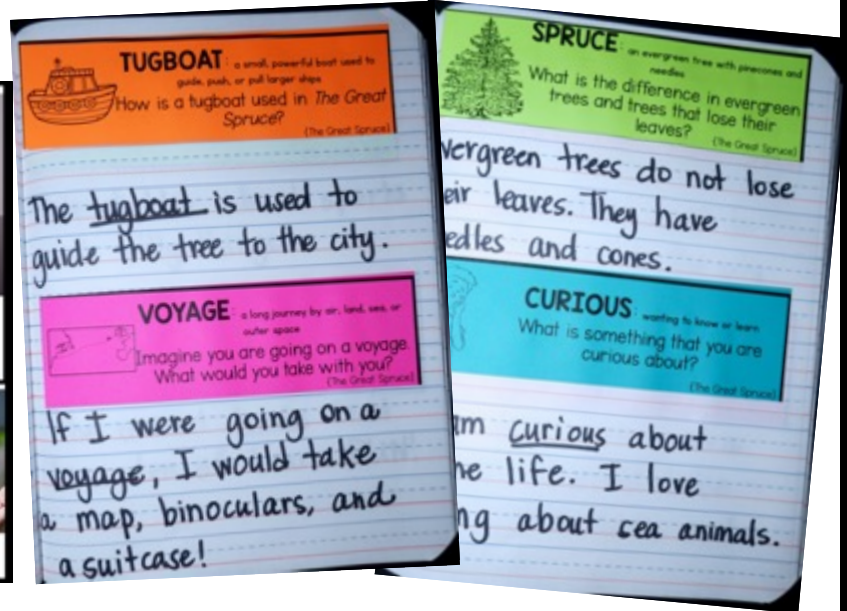 TUGBOAT: a small, powerful boat used to
guide, push, or pull larger ships
How is a tugboat used in The Great
Spruce?
(The Great Spruce)
The tugboat is used to
guide the tree to the city.
VOYAGE: a long journey by air, land, sea, or
outer space
Imagine you are going on a voyage.
What would you take with you?
(The Great Spruce)
If I were going on a
voyage, I would take
a map, binoculars, and
a suitcase!
SPRUCE: an evergreen tree with pinecones and
needles
What is the difference in evergreen
trees and trees that lose their
leaves?
(The Great Spruce)
vergreen trees do not lose
eir leaves. They have
edles and cones.
CURIOUS: wanting to know or learn
What is something that you are
curious about?
(The Great Spruce)
am curious about
ne life. I love
ng about sea animals.